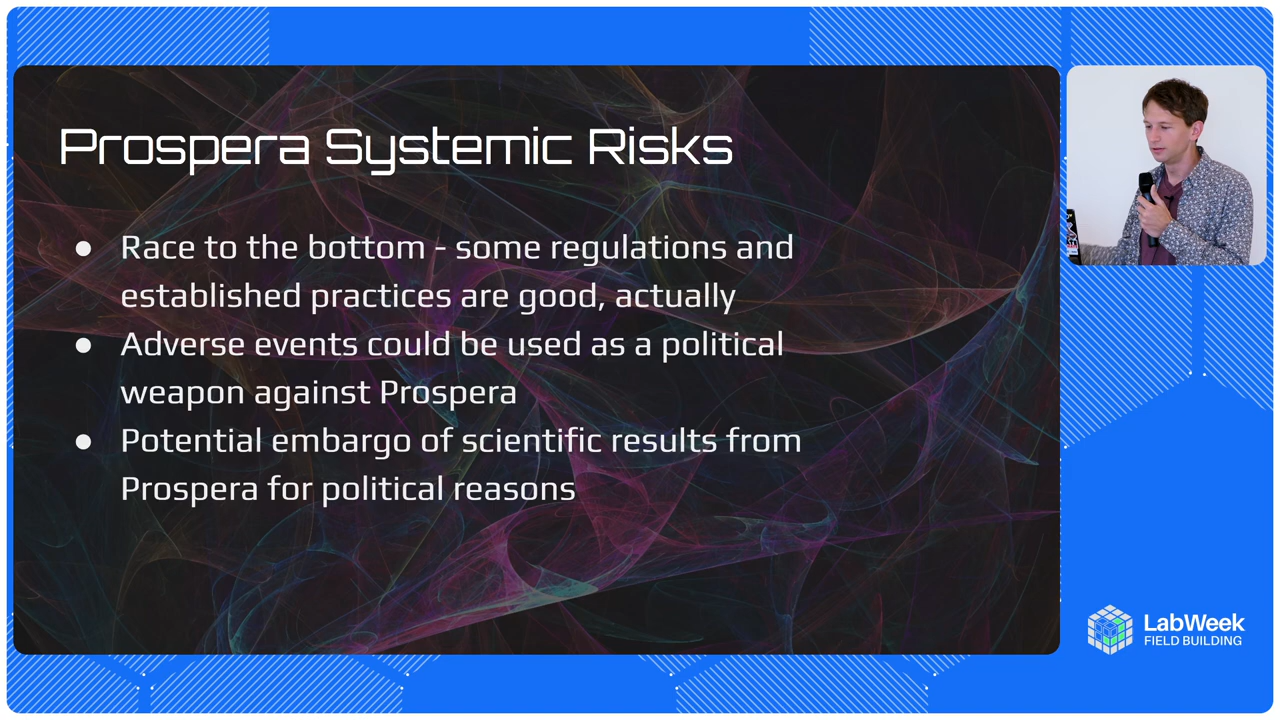 Prospera Systemic Risks
● Race to the bottom - some regulations and
established practices are good, actually
● Adverse events could be used as a political
weapon against Prospera
● Potential embargo of scientific results from
Prospera for political reasons
LabWeek
FIELD BUILDING